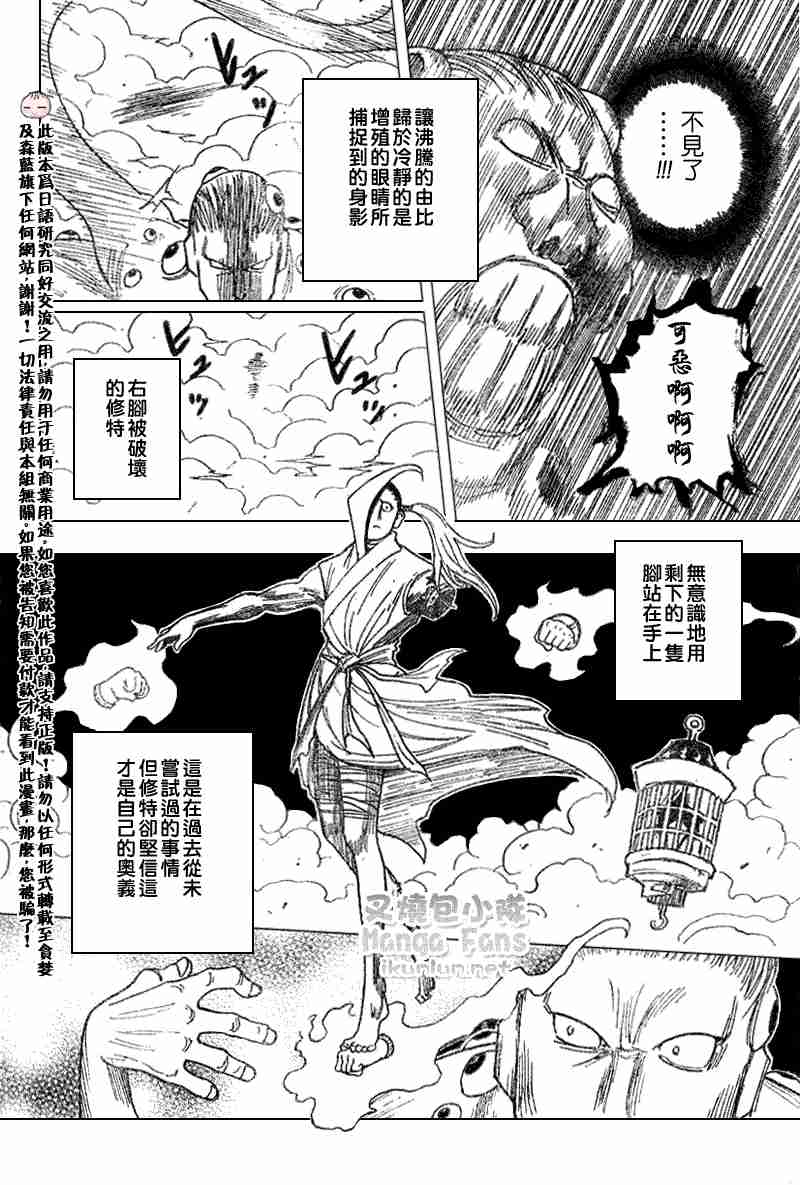 不見了
……!!!
可惡啊啊啊
讓沸騰的由比
歸於冷靜的是
增殖的眼睛所
捕捉到的身影
右腳被破壞
的修特
無意識地用
剩下的一隻
腳站在手上
這是在過去從未
嘗試過的事情
但修特卻堅信這
才是自己的奧義
此版本爲日語研究同好交流之用，請勿用于任何商業用途，如您喜歡此作品，請支持正版！請勿以任何形式轉載至貪婪
及森藍旗下任何網站，謝謝！一切法律責任與本組無關。如果您被告知需要付款才能看到此漫畫，那麽，您被騙了！
叉燒包小隊
Manga Fans
ikunlun.net